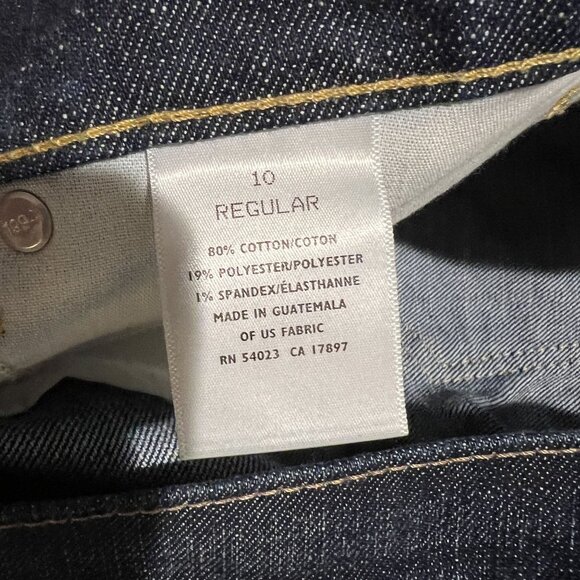 10
REGULAR
80% COTTON/COTON
19% POLYESTER/POLYESTER
1% SPANDEX/ÉLASTHANNE
MADE IN GUATEMALA
OF US FABRIC
RN 54023 CA 17897